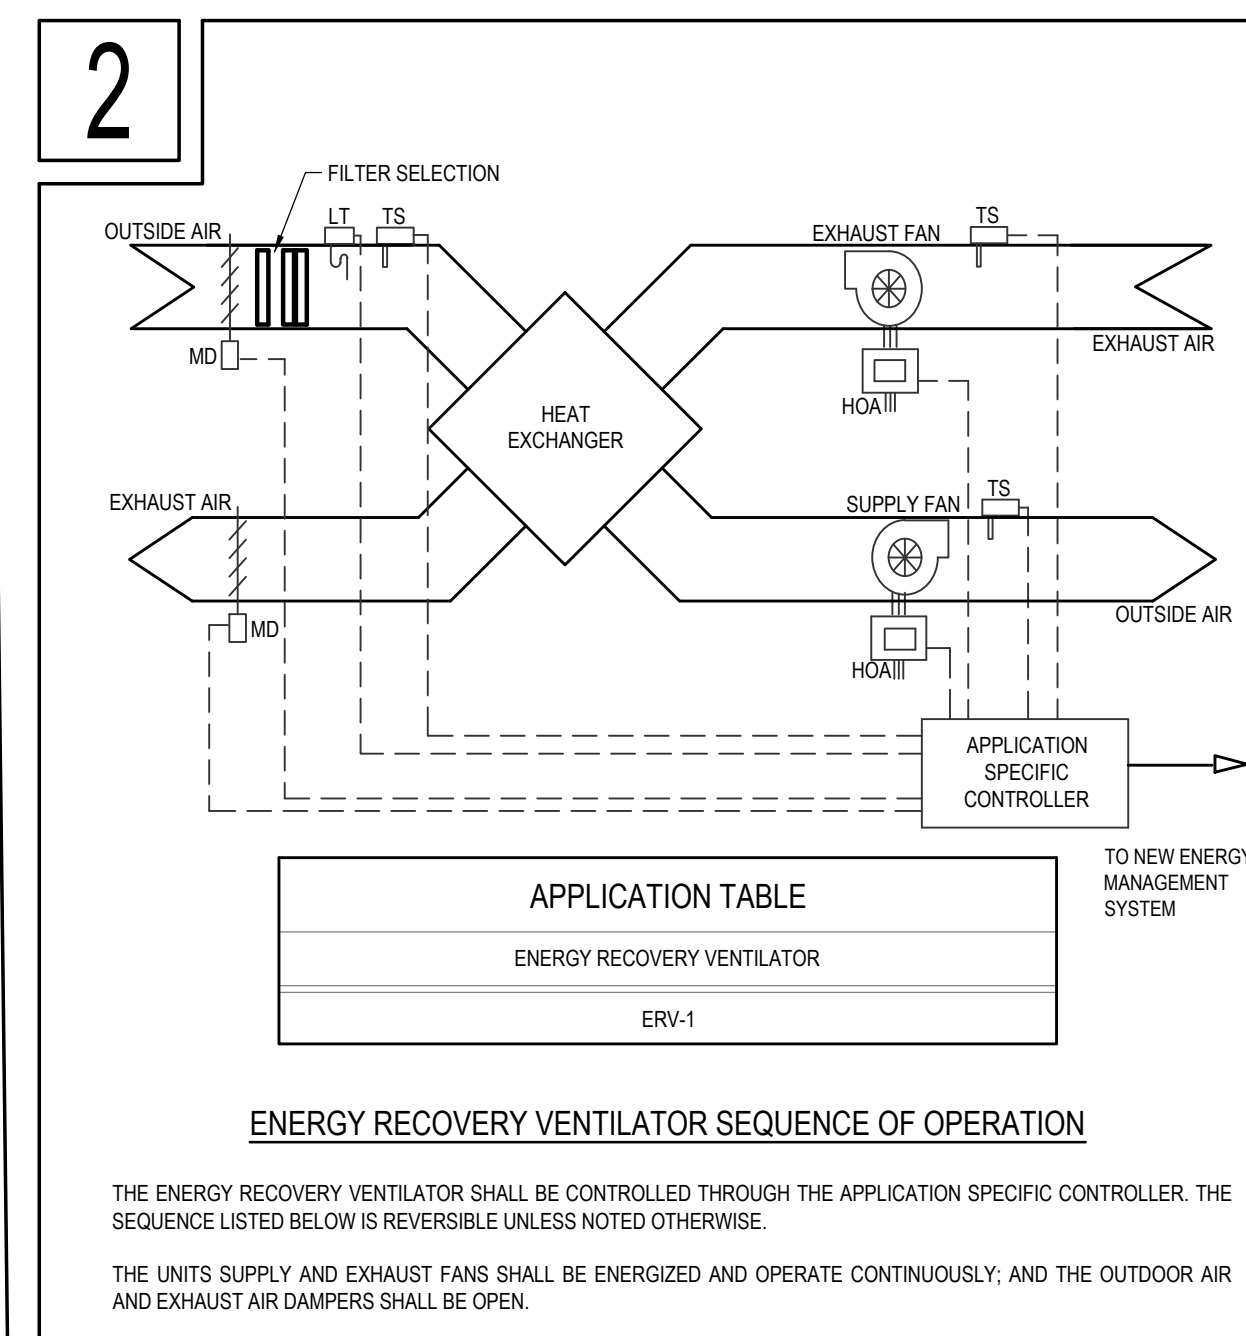 2
FILTER SELECTION
OUTSIDE AIR
LT
TS
EXHAUST FAN
TS
MD
EXHAUST AIR
HOA
HEAT
EXCHANGER
EXHAUST AIR
SUPPLY FAN
TS
MD
OUTSIDE AIR
HOA
APPLICATION
SPECIFIC
CONTROLLER
TO NEW ENERGY
MANAGEMENT
SYSTEM
APPLICATION TABLE
ENERGY RECOVERY VENTILATOR
ERV-1
ENERGY RECOVERY VENTILATOR SEQUENCE OF OPERATION
THE ENERGY RECOVERY VENTILATOR SHALL BE CONTROLLED THROUGH THE APPLICATION SPECIFIC CONTROLLER. THE
SEQUENCE LISTED BELOW IS REVERSIBLE UNLESS NOTED OTHERWISE.
THE UNITS SUPPLY AND EXHAUST FANS SHALL BE ENERGIZED AND OPERATE CONTINUOUSLY; AND THE OUTDOOR AIR
AND EXHAUST AIR DAMPERS SHALL BE OPEN.